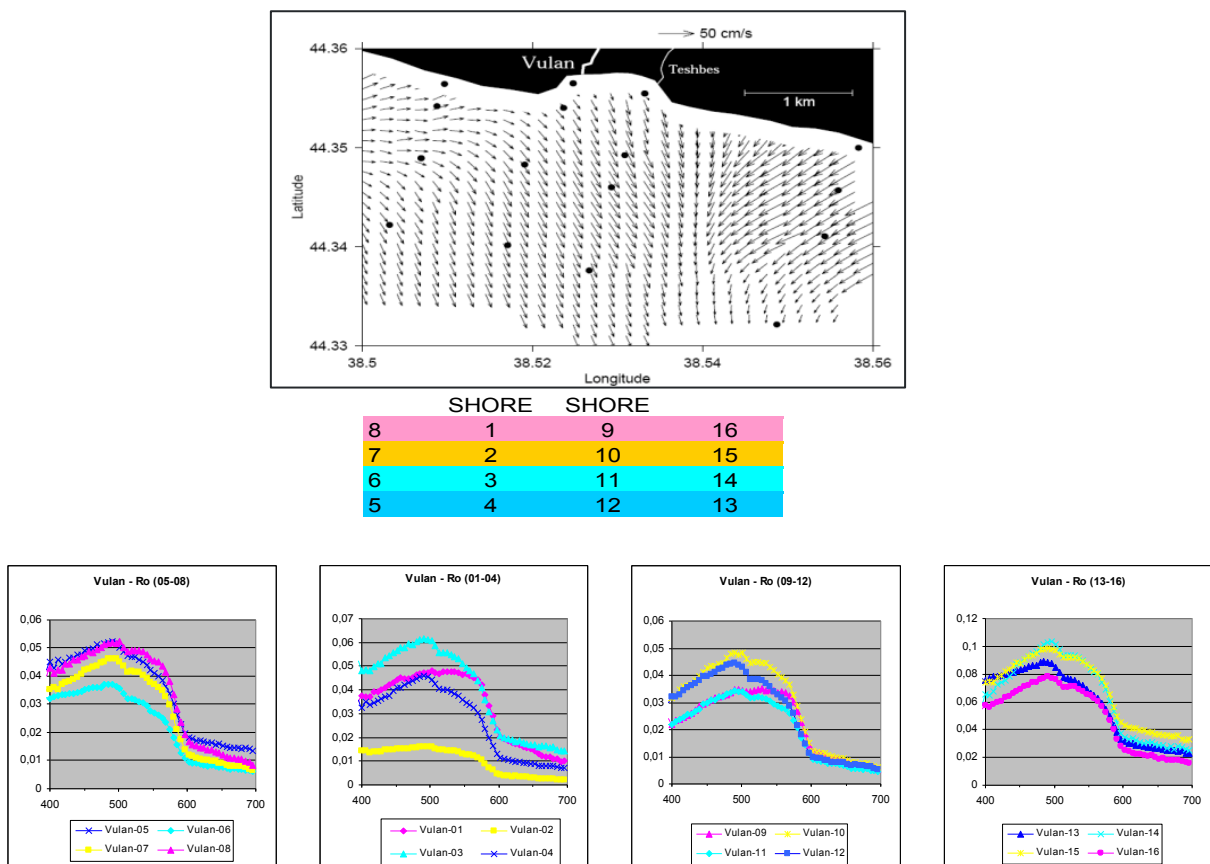 50 cm/s
44.36
Vulan
Teshbes
1 km
44.35
Latitude
44.34
44.33
38.5 38.52 38.54 38.56
Longitude
SHORE SHORE
8 1 9 16
7 2 10 15
6 3 11 14
5 4 12 13
Vulan - Ro (05-08)
0,06
0,05
0,04
0,03
0,02
0,01
0
400 500 600 700
Vulan-05 Vulan-06
Vulan-07 Vulan-08
Vulan - Ro (01-04)
0,07
0,06
0,05
0,04
0,03
0,02
0,01
0
400 500 600 700
Vulan-01 Vulan-02
Vulan-03 Vulan-04
Vulan - Ro (09-12)
0,06
0,05
0,04
0,03
0,02
0,01
0
400 500 600 700
Vulan-09 Vulan-10
Vulan-11 Vulan-12
Vulan - Ro (13-16)
0,12
0,1
0,08
0,06
0,04
0,02
0
400 500 600 700
Vulan-13 Vulan-14
Vulan-15 Vulan-16